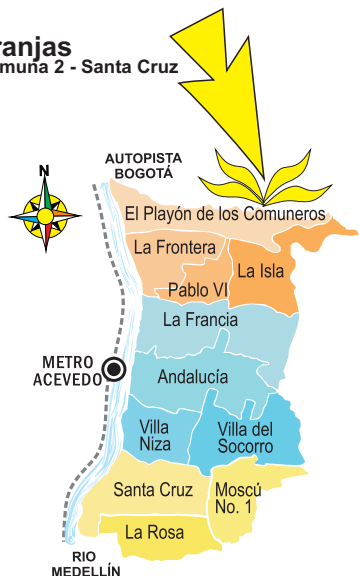 ranjas
muna 2 - Santa Cruz
AUTOPISTA
BOGOTÁ
N
El Playón de los Comuneros
La Frontera
La Isla
Pablo VI
La Francia
METRO
ACEVEDO
Andalucía
Villa
Niza
Villa del
Socorro
Santa Cruz
Moscú
No. 1
La Rosa
RIO
MEDELLÍN